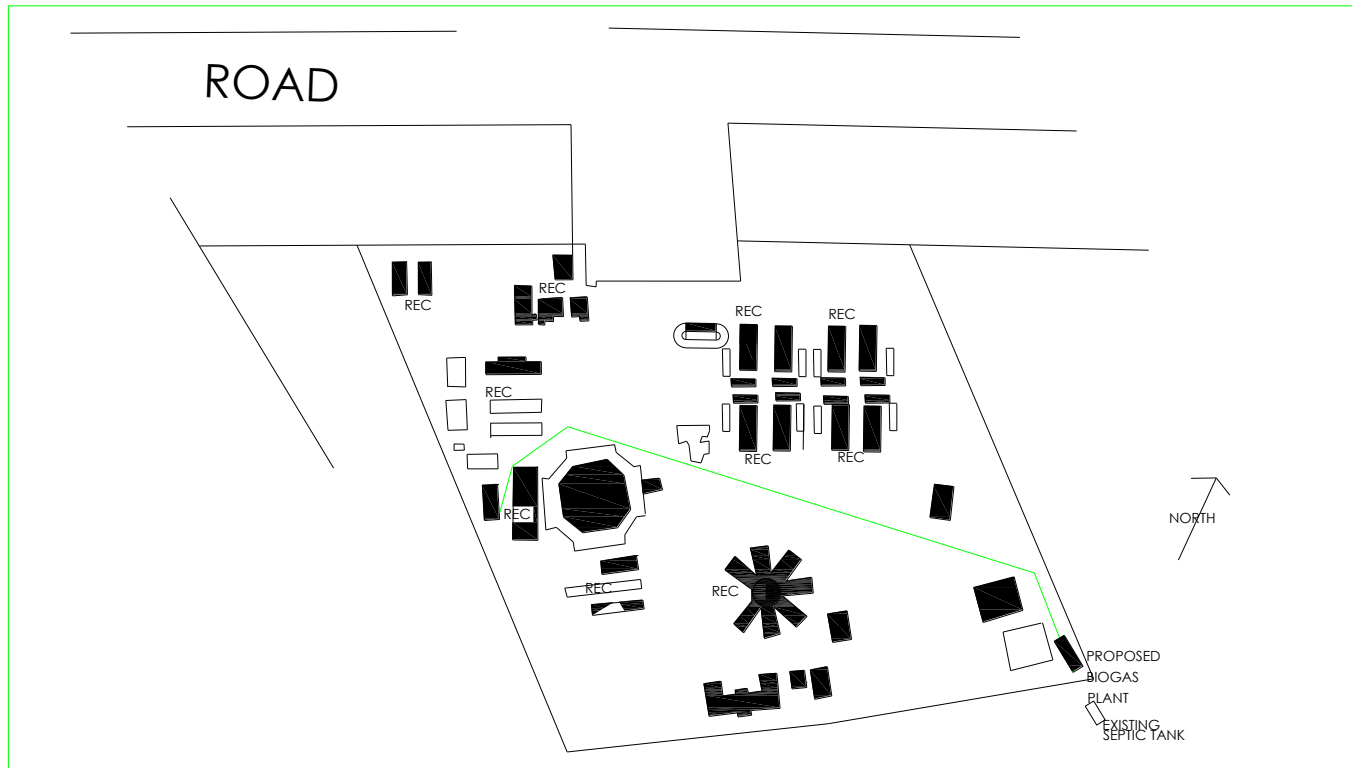 ROAD
REC
REC
REC
REC
REC
REC
REC
REC
NORTH
REC
REC
PROPOSED
BIOGAS
PLANT
EXISTING
SEPTIC TANK